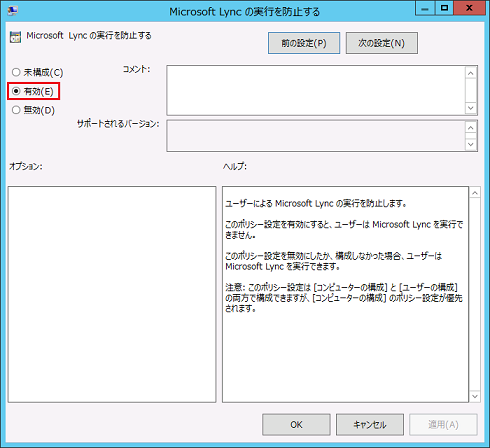 Microsoft Lync の実行を防止する
Microsoft Lync の実行を防止する
前の設定(P)
次の設定(N)
未構成(C)
有効(E)
無効(D)
コメント:
サポートされるバージョン:
オプション:
ヘルプ:
ユーザーによる Microsoft Lync の実行を防止します。
このポリシー設定を有効にすると、ユーザーは Microsoft Lync を実行で
きません。
このポリシー設定を無効にしたか、構成しなかった場合、ユーザーは
Microsoft Lync を実行できます。
注意: このポリシー設定は [コンピューターの構成] と [ユーザーの構成]
の両方で構成できますが、[コンピューターの構成] のポリシー設定が優先
されます。
OK
キャンセル
適用(A)